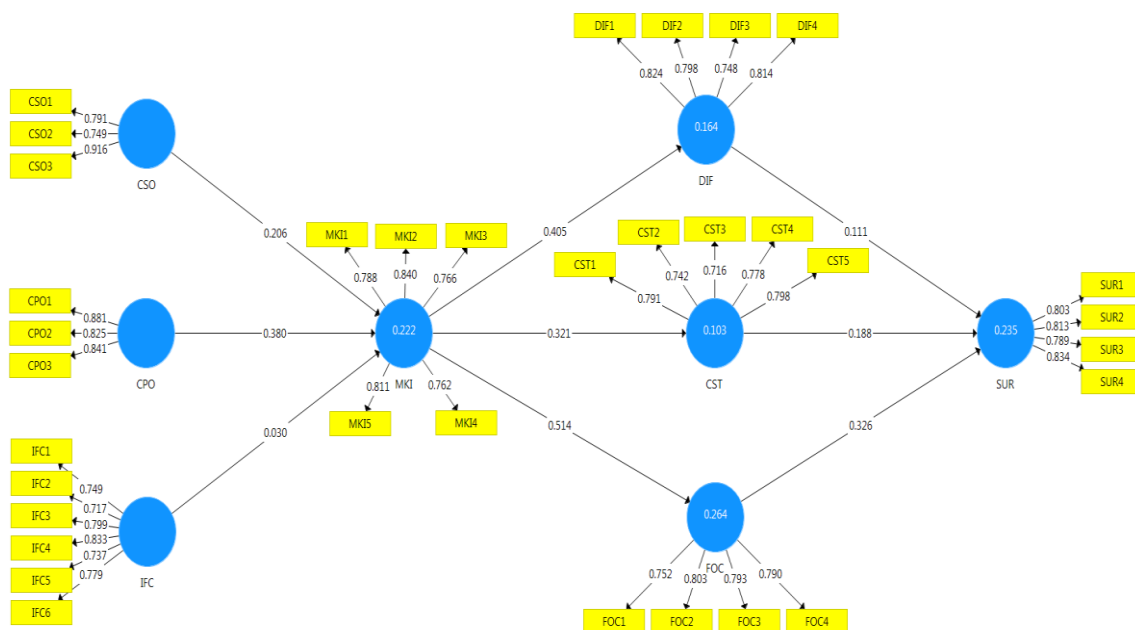 DIF1
DIF2
DIF3
DIF4
0.824
0.798
0.748
0.814
0.164
DIF
CSO1
CSO2
CSO3
0.791
0.749
0.916
CSO
0.206
MKI1
MKI2
MKI3
0.788
0.840
0.766
0.405
0.111
CST1
CST2
CST3
CST4
CST5
0.791
0.742
0.716
0.778
0.798
CPO1
CPO2
CPO3
0.881
0.825
0.841
CPO
0.380
0.222
MKI
0.321
0.103
CST
0.188
0.235
SUR
0.803
0.813
0.789
0.834
SUR1
SUR2
SUR3
SUR4
0.811
0.762
MKI5
MKI4
0.030
0.514
0.326
IFC1
IFC2
IFC3
IFC4
IFC5
IFC6
0.749
0.717
0.799
0.833
0.737
0.779
IFC
0.264
FOC
0.752
0.803
0.793
0.790
FOC1
FOC2
FOC3
FOC4